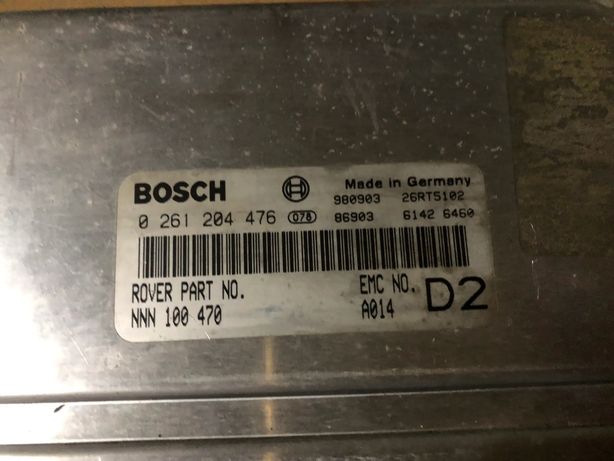 BOSCH Made in Germany
980903 26RT5102
0 261 204 476 078 86903 6142 6460
ROVER PART NO. EMC NO. D2
NNN 100 470 A014